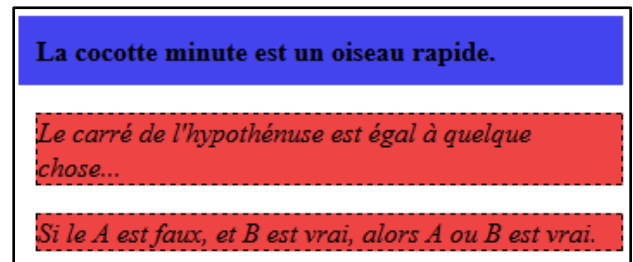 La cocotte minute est un oiseau rapide.
Le carré de l'hypothénuse est égal à quelque
chose...
Si le A est faux, et B est vrai, alors A ou B est vrai.